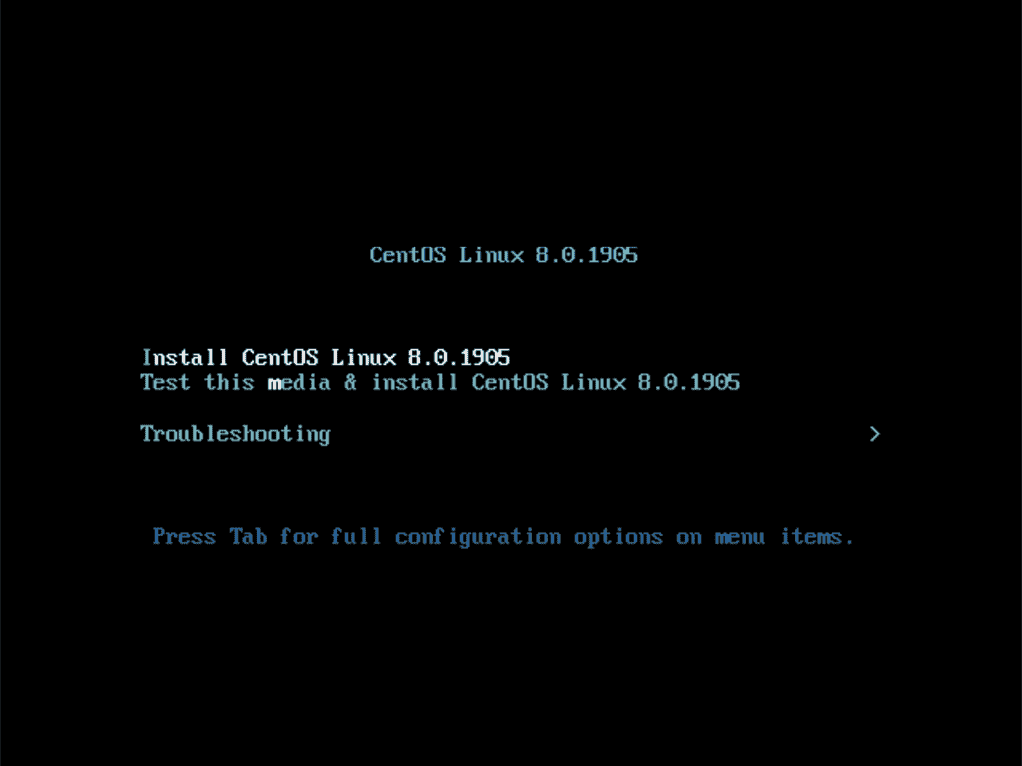 CentOS Linux 8.0.1905
Install CentOS Linux 8.0.1905
Test this media & install CentOS Linux 8.0.1905
Troubleshooting >
Press Tab for full configuration options on menu items.